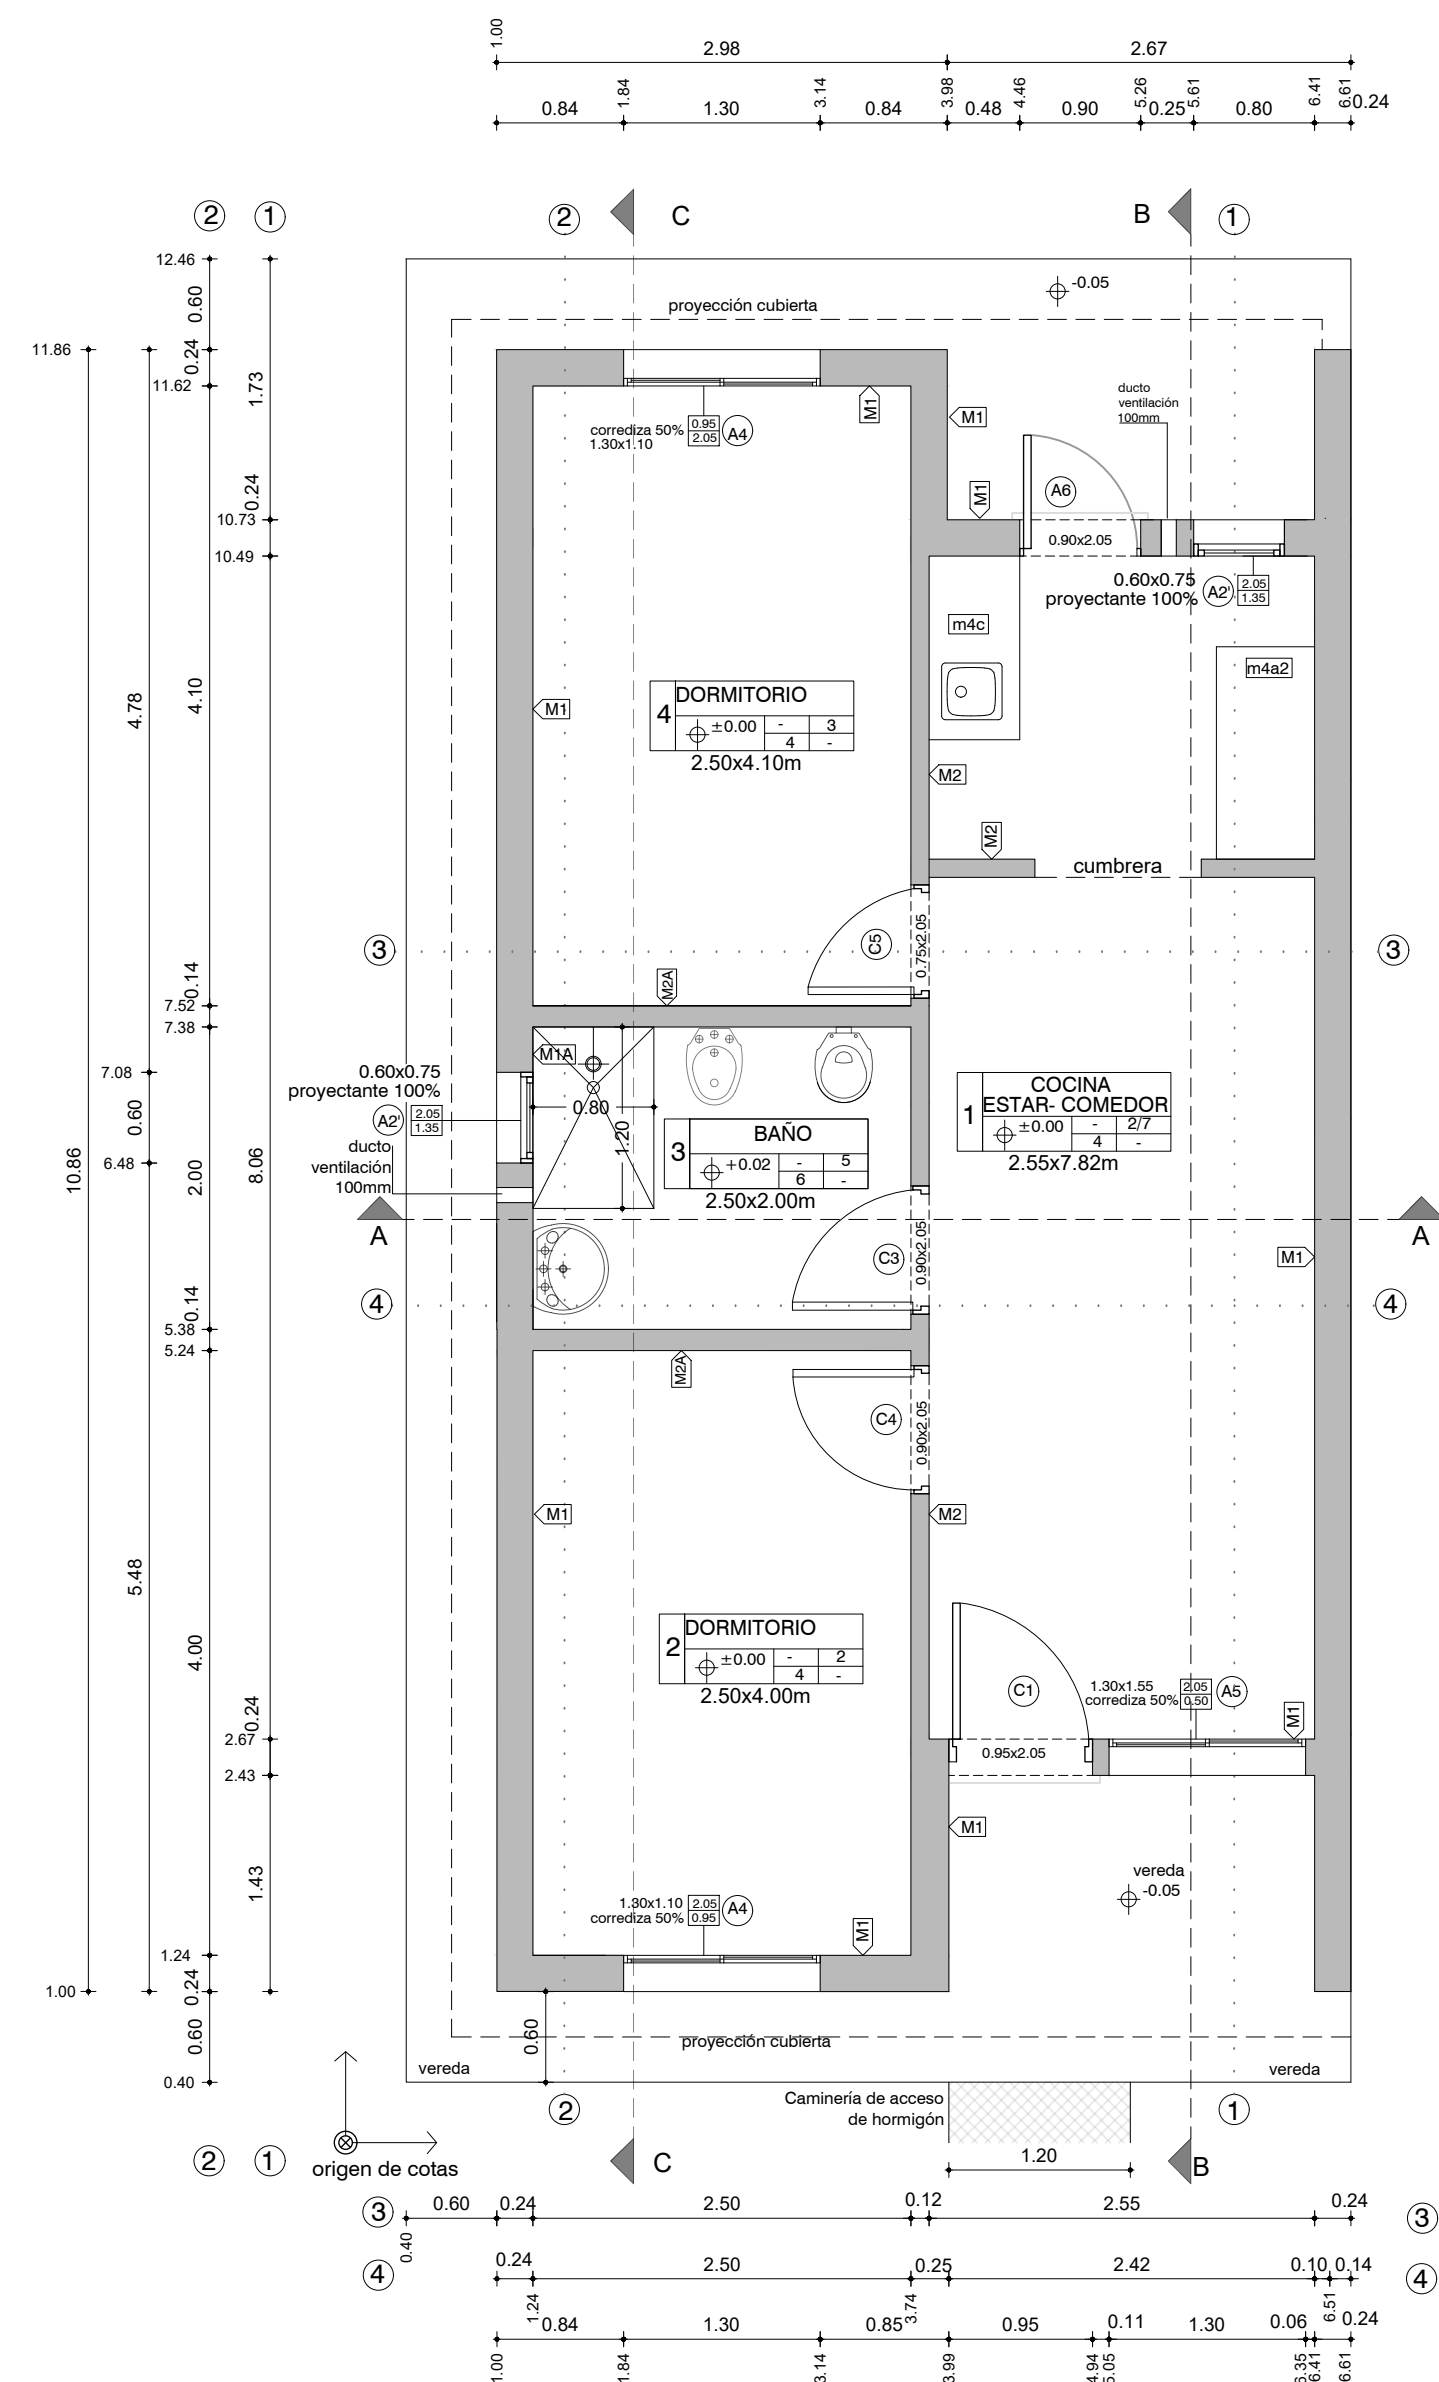 1.00
2.98
2.67
0.84
1.84
1.30
3.14
0.84
3.98
0.48
4.46
0.90
5.26
0.25
5.61
0.80
6.41
6.61
0.24
2
1
2
C
B
1
12.46
0.60
proyección cubierta
-0.05
11.86
0.24
11.62
1.73
corrediza 50%
1.30x1.10
0.95
2.05
A4
M1
M1
ducto
ventilación
100mm
0.24
M1
A6
10.73
10.49
0.90x2.05
0.60x0.75
proyectante 100%
A2'
2.05
1.35
m4c
m4a2
4.78
4.10
M1
4
DORMITORIO
±0.00
-
3
4
-
2.50x4.10m
M2
M2
cumbrera
C5
0.75x2.05
3
3
0.14
7.52
7.38
M2A
M1A
7.08
0.60x0.75
proyectante 100%
A2'
2.05
1.35
0.60
ducto
ventilación
100mm
6.48
10.86
2.00
8.06
0.80
1.20
3
BAÑO
+0.02
-
5
6
-
2.50x2.00m
1
COCINA
ESTAR- COMEDOR
±0.00
-
2/7
4
-
2.55x7.82m
A
A
C3
0.90x2.05
M1
4
4
0.14
5.38
5.24
M2A
C4
0.90x2.05
M1
M2
5.48
4.00
2
DORMITORIO
±0.00
-
2
4
-
2.50x4.00m
C1
1.30x1.55
corrediza 50%
2.05
0.50
A5
M1
0.24
2.67
2.43
0.95x2.05
M1
1.43
vereda
-0.05
1.30x1.10
corrediza 50%
2.05
0.95
A4
M1
1.24
0.24
1.00
0.60
0.60
proyección cubierta
vereda
vereda
0.40
Caminería de acceso
de hormigón
2
1
2
1
origen de cotas
C
B
1.20
3
0.60
0.24
2.50
0.12
2.55
0.24
3
0.40
4
0.24
2.50
0.25
2.42
0.10
0.14
4
1.24
3.74
6.51
0.84
1.30
0.85
0.95
0.11
1.30
0.06
0.24
1.00
1.84
3.14
3.99
4.94
5.05
6.35
6.41
6.61